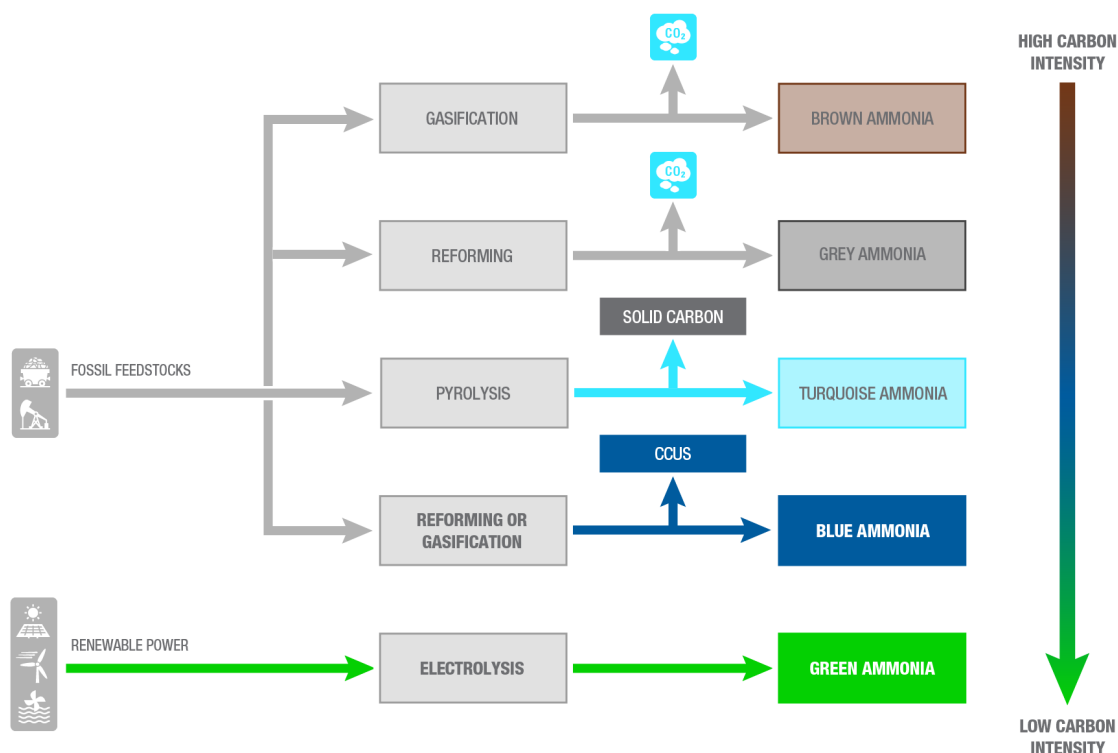 CO₂
HIGH CARBON
INTENSITY
GASIFICATION
BROWN AMMONIA
CO₂
REFORMING
GREY AMMONIA
SOLID CARBON
FOSSIL FEEDSTOCKS
PYROLYSIS
TURQUOISE AMMONIA
CCUS
REFORMING OR
GASIFICATION
BLUE AMMONIA
RENEWABLE POWER
ELECTROLYSIS
GREEN AMMONIA
LOW CARBON
INTENSITY